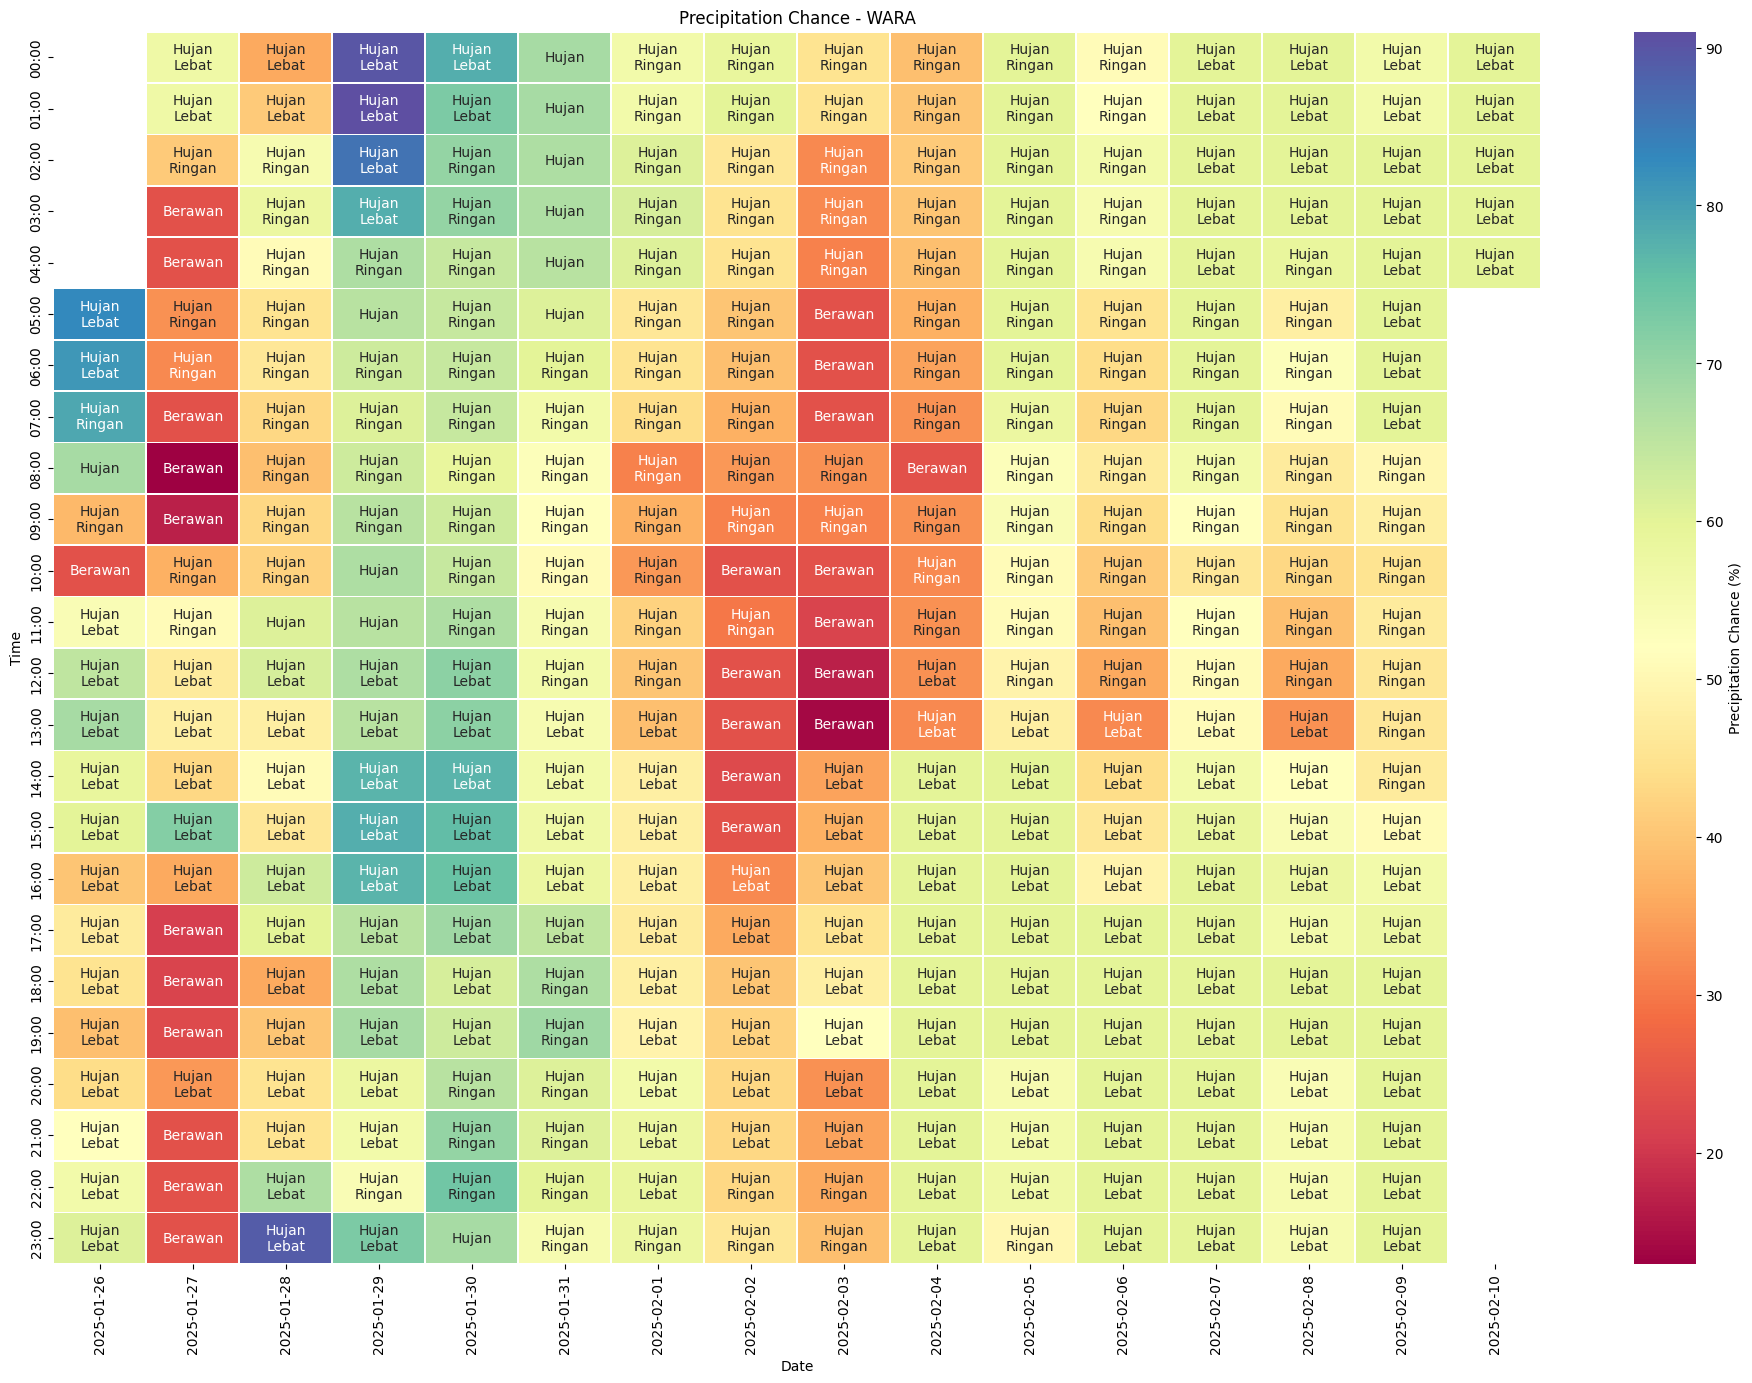 Precipitation Chance - WARA
00:00 Hujan Lebat Hujan Lebat Hujan Lebat Hujan Lebat Hujan Hujan Ringan Hujan Ringan Hujan Ringan Hujan Ringan Hujan Ringan Hujan Ringan Hujan Lebat Hujan Lebat Hujan Lebat Hujan Lebat
01:00 Hujan Lebat Hujan Lebat Hujan Lebat Hujan Lebat Hujan Hujan Ringan Hujan Ringan Hujan Ringan Hujan Ringan Hujan Ringan Hujan Ringan Hujan Lebat Hujan Lebat Hujan Lebat Hujan Lebat
02:00 Hujan Ringan Hujan Ringan Hujan Lebat Hujan Ringan Hujan Hujan Ringan Hujan Ringan Hujan Ringan Hujan Ringan Hujan Ringan Hujan Ringan Hujan Lebat Hujan Lebat Hujan Lebat Hujan Lebat
03:00 Berawan Hujan Ringan Hujan Lebat Hujan Ringan Hujan Hujan Ringan Hujan Ringan Hujan Ringan Hujan Ringan Hujan Ringan Hujan Ringan Hujan Lebat Hujan Lebat Hujan Lebat Hujan Lebat
04:00 Berawan Hujan Ringan Hujan Ringan Hujan Ringan Hujan Hujan Ringan Hujan Ringan Hujan Ringan Hujan Ringan Hujan Ringan Hujan Ringan Hujan Lebat Hujan Ringan Hujan Lebat Hujan Lebat
05:00 Hujan Lebat Hujan Ringan Hujan Ringan Hujan Hujan Ringan Hujan Hujan Ringan Hujan Ringan Berawan Hujan Ringan Hujan Ringan Hujan Ringan Hujan Ringan Hujan Ringan Hujan Lebat
06:00 Hujan Lebat Hujan Ringan Hujan Ringan Hujan Ringan Hujan Ringan Hujan Ringan Hujan Ringan Hujan Ringan Berawan Hujan Ringan Hujan Ringan Hujan Ringan Hujan Ringan Hujan Ringan Hujan Lebat
07:00 Hujan Ringan Berawan Hujan Ringan Hujan Ringan Hujan Ringan Hujan Ringan Hujan Ringan Hujan Ringan Berawan Hujan Ringan Hujan Ringan Hujan Ringan Hujan Ringan Hujan Ringan Hujan Lebat
08:00 Hujan Berawan Hujan Ringan Hujan Ringan Hujan Ringan Hujan Ringan Hujan Ringan Hujan Ringan Hujan Ringan Berawan Hujan Ringan Hujan Ringan Hujan Ringan Hujan Ringan Hujan Ringan
09:00 Hujan Ringan Berawan Hujan Ringan Hujan Ringan Hujan Ringan Hujan Ringan Hujan Ringan Hujan Ringan Hujan Ringan Hujan Ringan Hujan Ringan Hujan Ringan Hujan Ringan Hujan Ringan Hujan Ringan
10:00 Berawan Hujan Ringan Hujan Ringan Hujan Hujan Ringan Hujan Ringan Hujan Ringan Berawan Berawan Hujan Ringan Hujan Ringan Hujan Ringan Hujan Ringan Hujan Ringan Hujan Ringan
11:00 Hujan Lebat Hujan Ringan Hujan Hujan Hujan Ringan Hujan Ringan Hujan Ringan Hujan Ringan Berawan Hujan Ringan Hujan Ringan Hujan Ringan Hujan Ringan Hujan Ringan Hujan Ringan
12:00 Hujan Lebat Hujan Lebat Hujan Lebat Hujan Lebat Hujan Lebat Hujan Ringan Hujan Ringan Berawan Berawan Hujan Lebat Hujan Ringan Hujan Ringan Hujan Ringan Hujan Ringan Hujan Ringan
13:00 Hujan Lebat Hujan Lebat Hujan Lebat Hujan Lebat Hujan Lebat Hujan Lebat Hujan Lebat Berawan Berawan Hujan Lebat Hujan Lebat Hujan Lebat Hujan Lebat Hujan Lebat Hujan Ringan
14:00 Hujan Lebat Hujan Lebat Hujan Lebat Hujan Lebat Hujan Lebat Hujan Lebat Hujan Lebat Berawan Hujan Lebat Hujan Lebat Hujan Lebat Hujan Lebat Hujan Lebat Hujan Lebat Hujan Ringan
15:00 Hujan Lebat Hujan Lebat Hujan Lebat Hujan Lebat Hujan Lebat Hujan Lebat Hujan Lebat Berawan Hujan Lebat Hujan Lebat Hujan Lebat Hujan Lebat Hujan Lebat Hujan Lebat Hujan Lebat
16:00 Hujan Lebat Hujan Lebat Hujan Lebat Hujan Lebat Hujan Lebat Hujan Lebat Hujan Lebat Hujan Lebat Hujan Lebat Hujan Lebat Hujan Lebat Hujan Lebat Hujan Lebat Hujan Lebat Hujan Lebat
17:00 Hujan Lebat Berawan Hujan Lebat Hujan Lebat Hujan Lebat Hujan Lebat Hujan Lebat Hujan Lebat Hujan Lebat Hujan Lebat Hujan Lebat Hujan Lebat Hujan Lebat Hujan Lebat Hujan Lebat
18:00 Hujan Lebat Berawan Hujan Lebat Hujan Lebat Hujan Lebat Hujan Ringan Hujan Lebat Hujan Lebat Hujan Lebat Hujan Lebat Hujan Lebat Hujan Lebat Hujan Lebat Hujan Lebat Hujan Lebat
19:00 Hujan Lebat Berawan Hujan Lebat Hujan Lebat Hujan Lebat Hujan Ringan Hujan Lebat Hujan Lebat Hujan Lebat Hujan Lebat Hujan Lebat Hujan Lebat Hujan Lebat Hujan Lebat Hujan Lebat
20:00 Hujan Lebat Hujan Lebat Hujan Lebat Hujan Lebat Hujan Ringan Hujan Ringan Hujan Lebat Hujan Lebat Hujan Lebat Hujan Lebat Hujan Lebat Hujan Lebat Hujan Lebat Hujan Lebat Hujan Lebat
21:00 Hujan Lebat Berawan Hujan Lebat Hujan Lebat Hujan Ringan Hujan Ringan Hujan Lebat Hujan Lebat Hujan Lebat Hujan Lebat Hujan Lebat Hujan Lebat Hujan Lebat Hujan Lebat Hujan Lebat
22:00 Hujan Lebat Berawan Hujan Lebat Hujan Ringan Hujan Ringan Hujan Ringan Hujan Lebat Hujan Ringan Hujan Ringan Hujan Lebat Hujan Lebat Hujan Lebat Hujan Lebat Hujan Lebat Hujan Lebat
23:00 Hujan Lebat Berawan Hujan Lebat Hujan Lebat Hujan Hujan Ringan Hujan Ringan Hujan Ringan Hujan Ringan Hujan Lebat Hujan Ringan Hujan Lebat Hujan Lebat Hujan Lebat Hujan Lebat
Time
2025-01-26 2025-01-27 2025-01-28 2025-01-29 2025-01-30 2025-01-31 2025-02-01 2025-02-02 2025-02-03 2025-02-04 2025-02-05 2025-02-06 2025-02-07 2025-02-08 2025-02-09 2025-02-10
Date
90
80
70
60
50
40
30
20
Precipitation Chance (%)